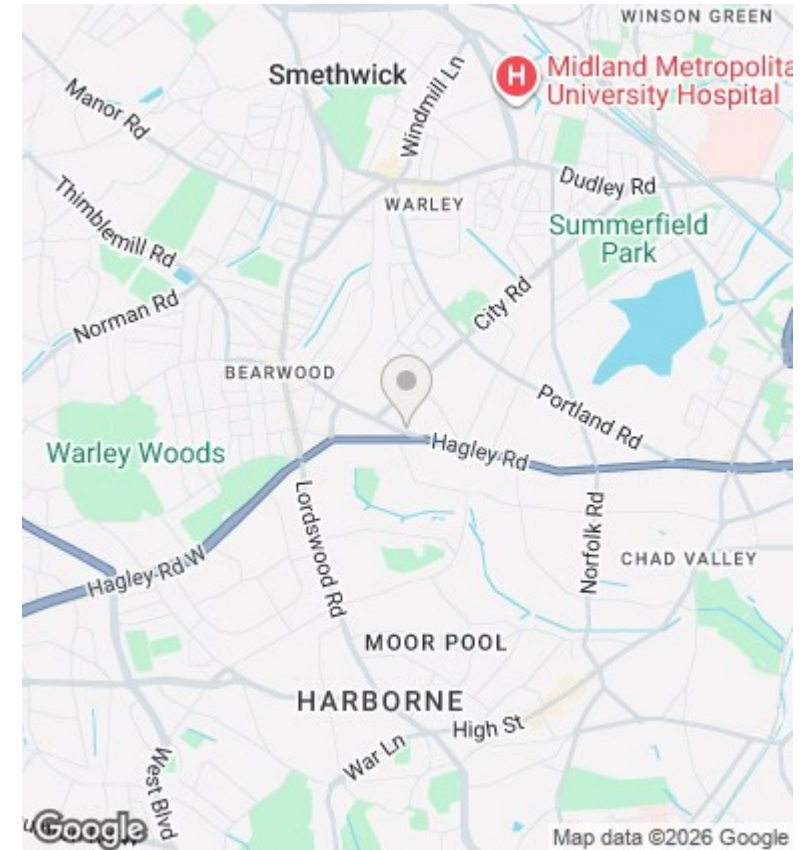 WINSON GREEN
Smethwick
H
Midland Metropolita
University Hospital
Windmill Ln
Manor Rd
Dudley Rd
WARLEY
Thimblemill Rd
Summerfield
Park
Norman Rd
City Rd
BEARWOOD
Portland Rd
Hagley Rd
Warley Woods
Lordswood Rd
Norfolk Rd
Hagley Rd W
CHAD VALLEY
MOOR POOL
HARBORNE
High St
War Ln
West Blvd
Google
Map data ©2026 Google